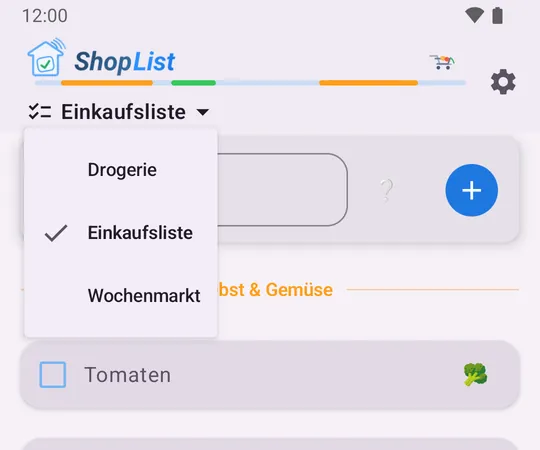 12:00
ShopList
Einkaufsliste
Drogerie
Einkaufsliste
Wochenmarkt
bst & Gemüse
Tomaten